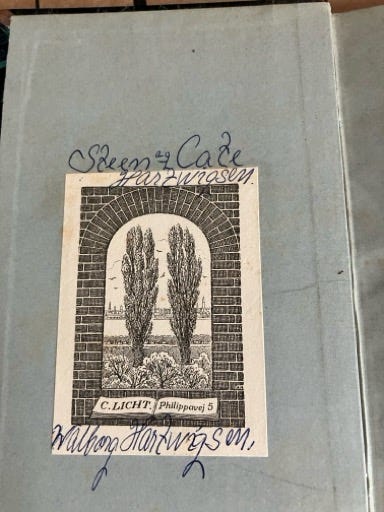 Steen og Cate
Hartvigsen.
C. LICHT. Philippavej 5
Walborg Hartvigsen,